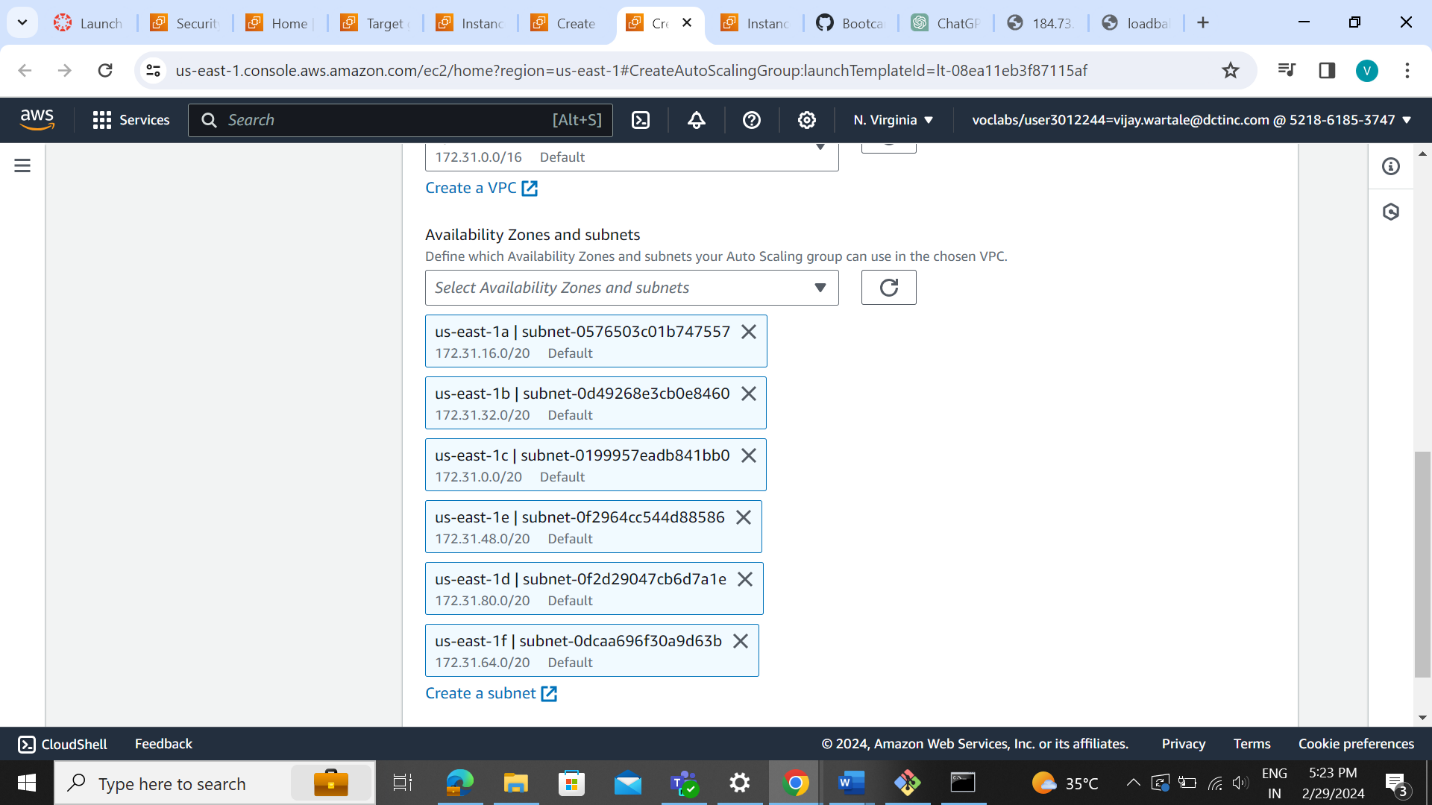 Launch
Securit
Home |
Target g
Instanc
Create
Cre
Instanc
Bootca
ChatGP
184.73.
loadbal
us-east-1.console.aws.amazon.com/ec2/home?region=us-east-1#CreateAutoScalingGroup:launchTemplateId=lt-08ea11eb3f87115af
V
aws
Services
Search
[Alt+S]
N. Virginia
voclabs/user3012244=vijay.wartale@dctinc.com @ 5218-6185-3747
172.31.0.0/16 Default
Create a VPC
Availability Zones and subnets
Define which Availability Zones and subnets your Auto Scaling group can use in the chosen VPC.
Select Availability Zones and subnets
us-east-1a | subnet-0576503c01b747557
172.31.16.0/20 Default
us-east-1b | subnet-0d49268e3cb0e8460
172.31.32.0/20 Default
us-east-1c | subnet-0199957eadb841bb0
172.31.0.0/20 Default
us-east-1e | subnet-0f2964cc544d88586
172.31.48.0/20 Default
us-east-1d | subnet-0f2d29047cb6d7a1e
172.31.80.0/20 Default
us-east-1f | subnet-0dcaa696f30a9d63b
172.31.64.0/20 Default
Create a subnet
CloudShell
Feedback
© 2024, Amazon Web Services, Inc. or its affiliates.
Privacy
Terms
Cookie preferences
Type here to search
35°C
ENG
IN
5:23 PM
2/29/2024
3